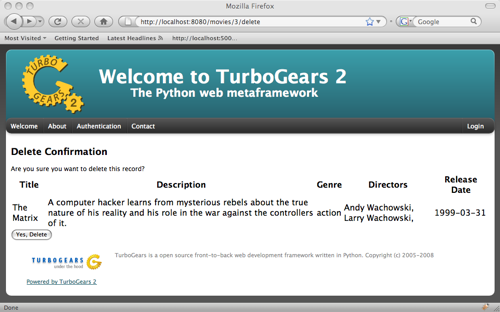 Mozilla Firefox
http://localhost:8080/movies/3/delete
Google
Most Visited Getting Started Latest Headlines http://localhost:500...
TURBO GEARS 2
Welcome to TurboGears 2
The Python web metaframework
Welcome About Authentication Contact Login
Delete Confirmation
Are you sure you want to delete this record?
Title Description Genre Directors Release Date
The Matrix
A computer hacker learns from mysterious rebels about the true
nature of his reality and his role in the war against the controllers
of it.
action
Andy Wachowski,
Larry Wachowski,
1999-03-31
Yes, Delete
TURBOGEARS
under the hood
TurboGears is a open source front-to-back web development framework written in Python. Copyright (c) 2005-2008
Powered by TurboGears 2
Done